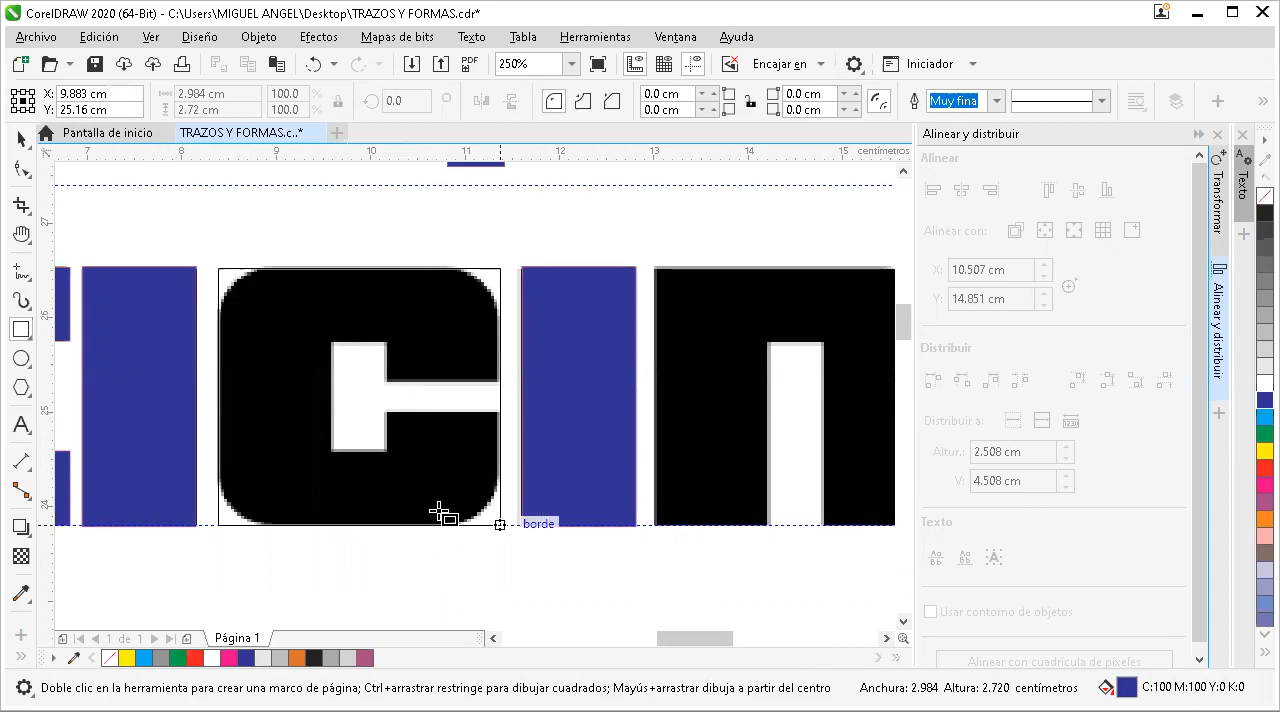 CorelDRAW 2020 (64-Bit) - C:\Users\MIGUEL ANGEL\Desktop\TRAZOS Y FORMAS.cdr*
Archivo Edición Ver Diseño Objeto Efectos Mapas de bits Texto Tabla Herramientas Ventana Ayuda
PDF 250% Encajar en Iniciador
X: 9.883 cm 2.984 cm 100.0 % 0.0 0.0 cm 0.0 cm Muy fina
Y: 25.16 cm 2.72 cm 100.0 % 0.0 cm 0.0 cm
Pantalla de inicio TRAZOS Y FORMAS.c..* Alinear y distribuir
7 8 9 10 11 12 13 14 15 centímetros
27
26
25
24
ICIN
borde
Alinear
Alinear con:
X: 10.507 cm
Y: 14.851 cm
Distribuir
Distribuir a:
Altur.: 2.508 cm
V: 4.508 cm
Texto
Usar contorno de objetos
Alinear con cuadrícula de píxeles
Transformar
Alinear y distribuir
Texto
1 de 1 Página 1
Doble clic en la herramienta para crear una marco de página; Ctrl+arrastrar restringe para dibujar cuadrados; Mayús+arrastrar dibuja a partir del centro Anchura: 2.984 Altura: 2.720 centímetros C:100 M:100 Y:0 K:0